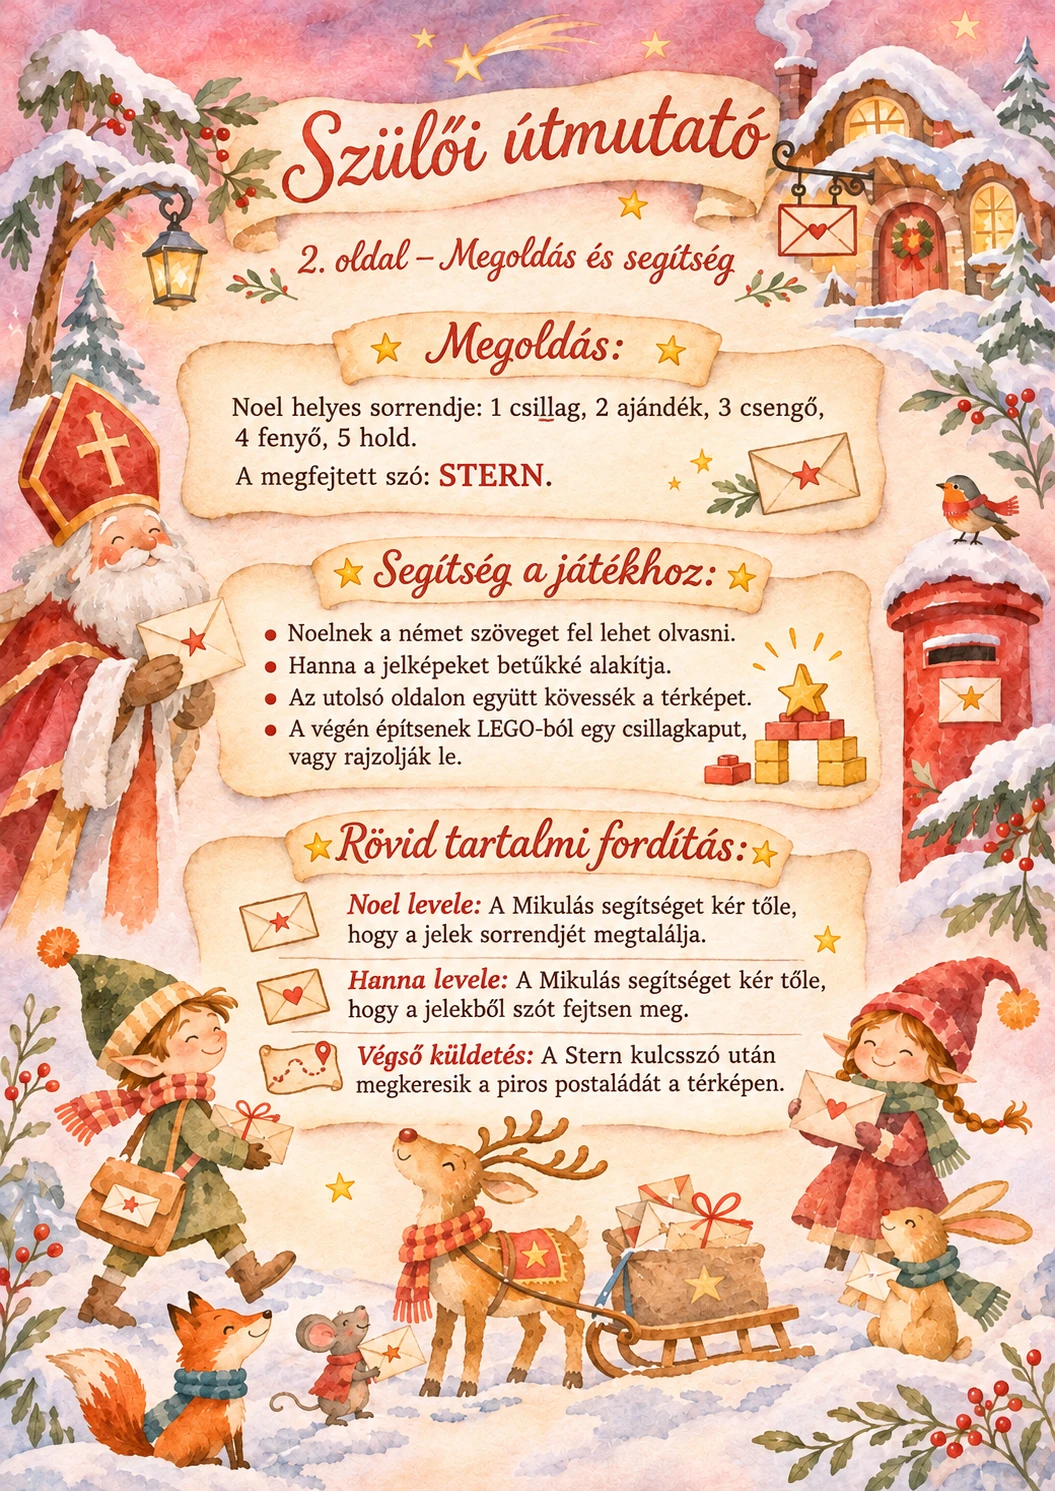 Szülői útmutató
2. oldal – Megoldás és segítség
Megoldás:
Noel helyes sorrendje: 1 csillag, 2 ajándék, 3 csengő,
4 fenyő, 5 hold.
A megfejtett szó: STERN.
Segítség a játékhoz:
• Noelnek a német szöveget fel lehet olvasni.
• Hanna a jelképeket betűkké alakítja.
• Az utolsó oldalon együtt kövessék a térképet.
• A végén építsenek LEGO-ból egy csillagkaput,
vagy rajzolják le.
Rövid tartalmi fordítás:
Noel levele: A Mikulás segítséget kér tőle,
hogy a jelek sorrendjét megtalálja.
Hanna levele: A Mikulás segítséget kér tőle,
hogy a jelekből szót fejtsen meg.
Végső küldetés: A Stern kulcsszó után
megkeresik a piros postaládát a térképen.